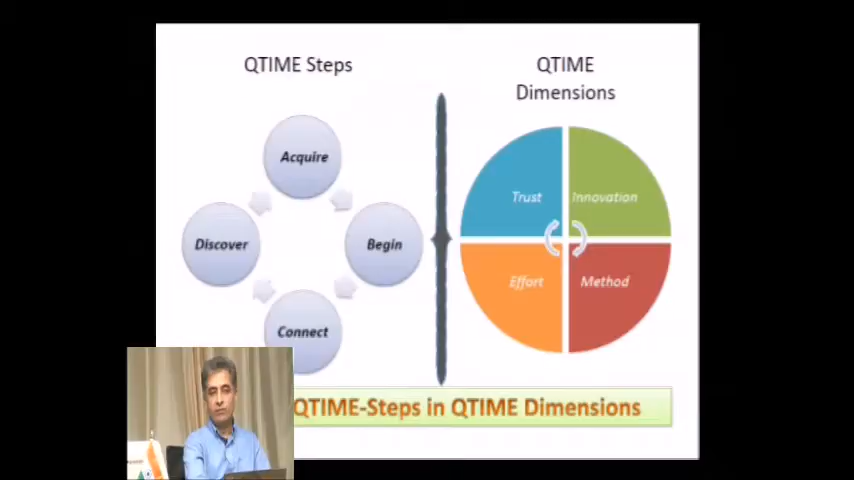 QTIME Steps
Acquire
Discover
Begin
Connect
QTIME
Dimensions
Trust
Innovation
Effort
Method
QTIME-Steps in QTIME Dimensions